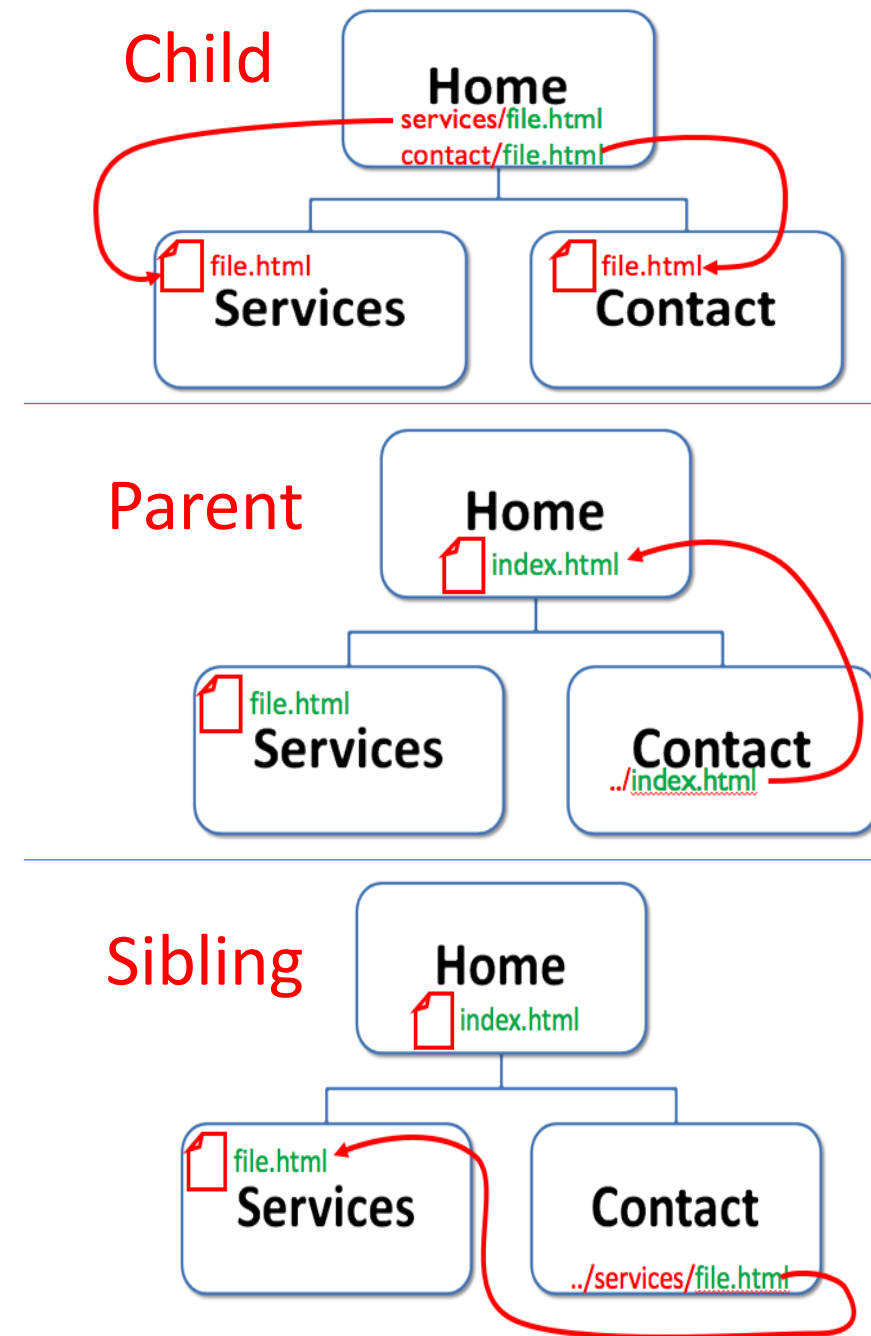 Child
Home
services/file.html
contact/file.html
file.html
Services
file.html
Contact
Parent
Home
index.html
file.html
Services
Contact
../index.html
Sibling
Home
index.html
file.html
Services
Contact
../services/file.html